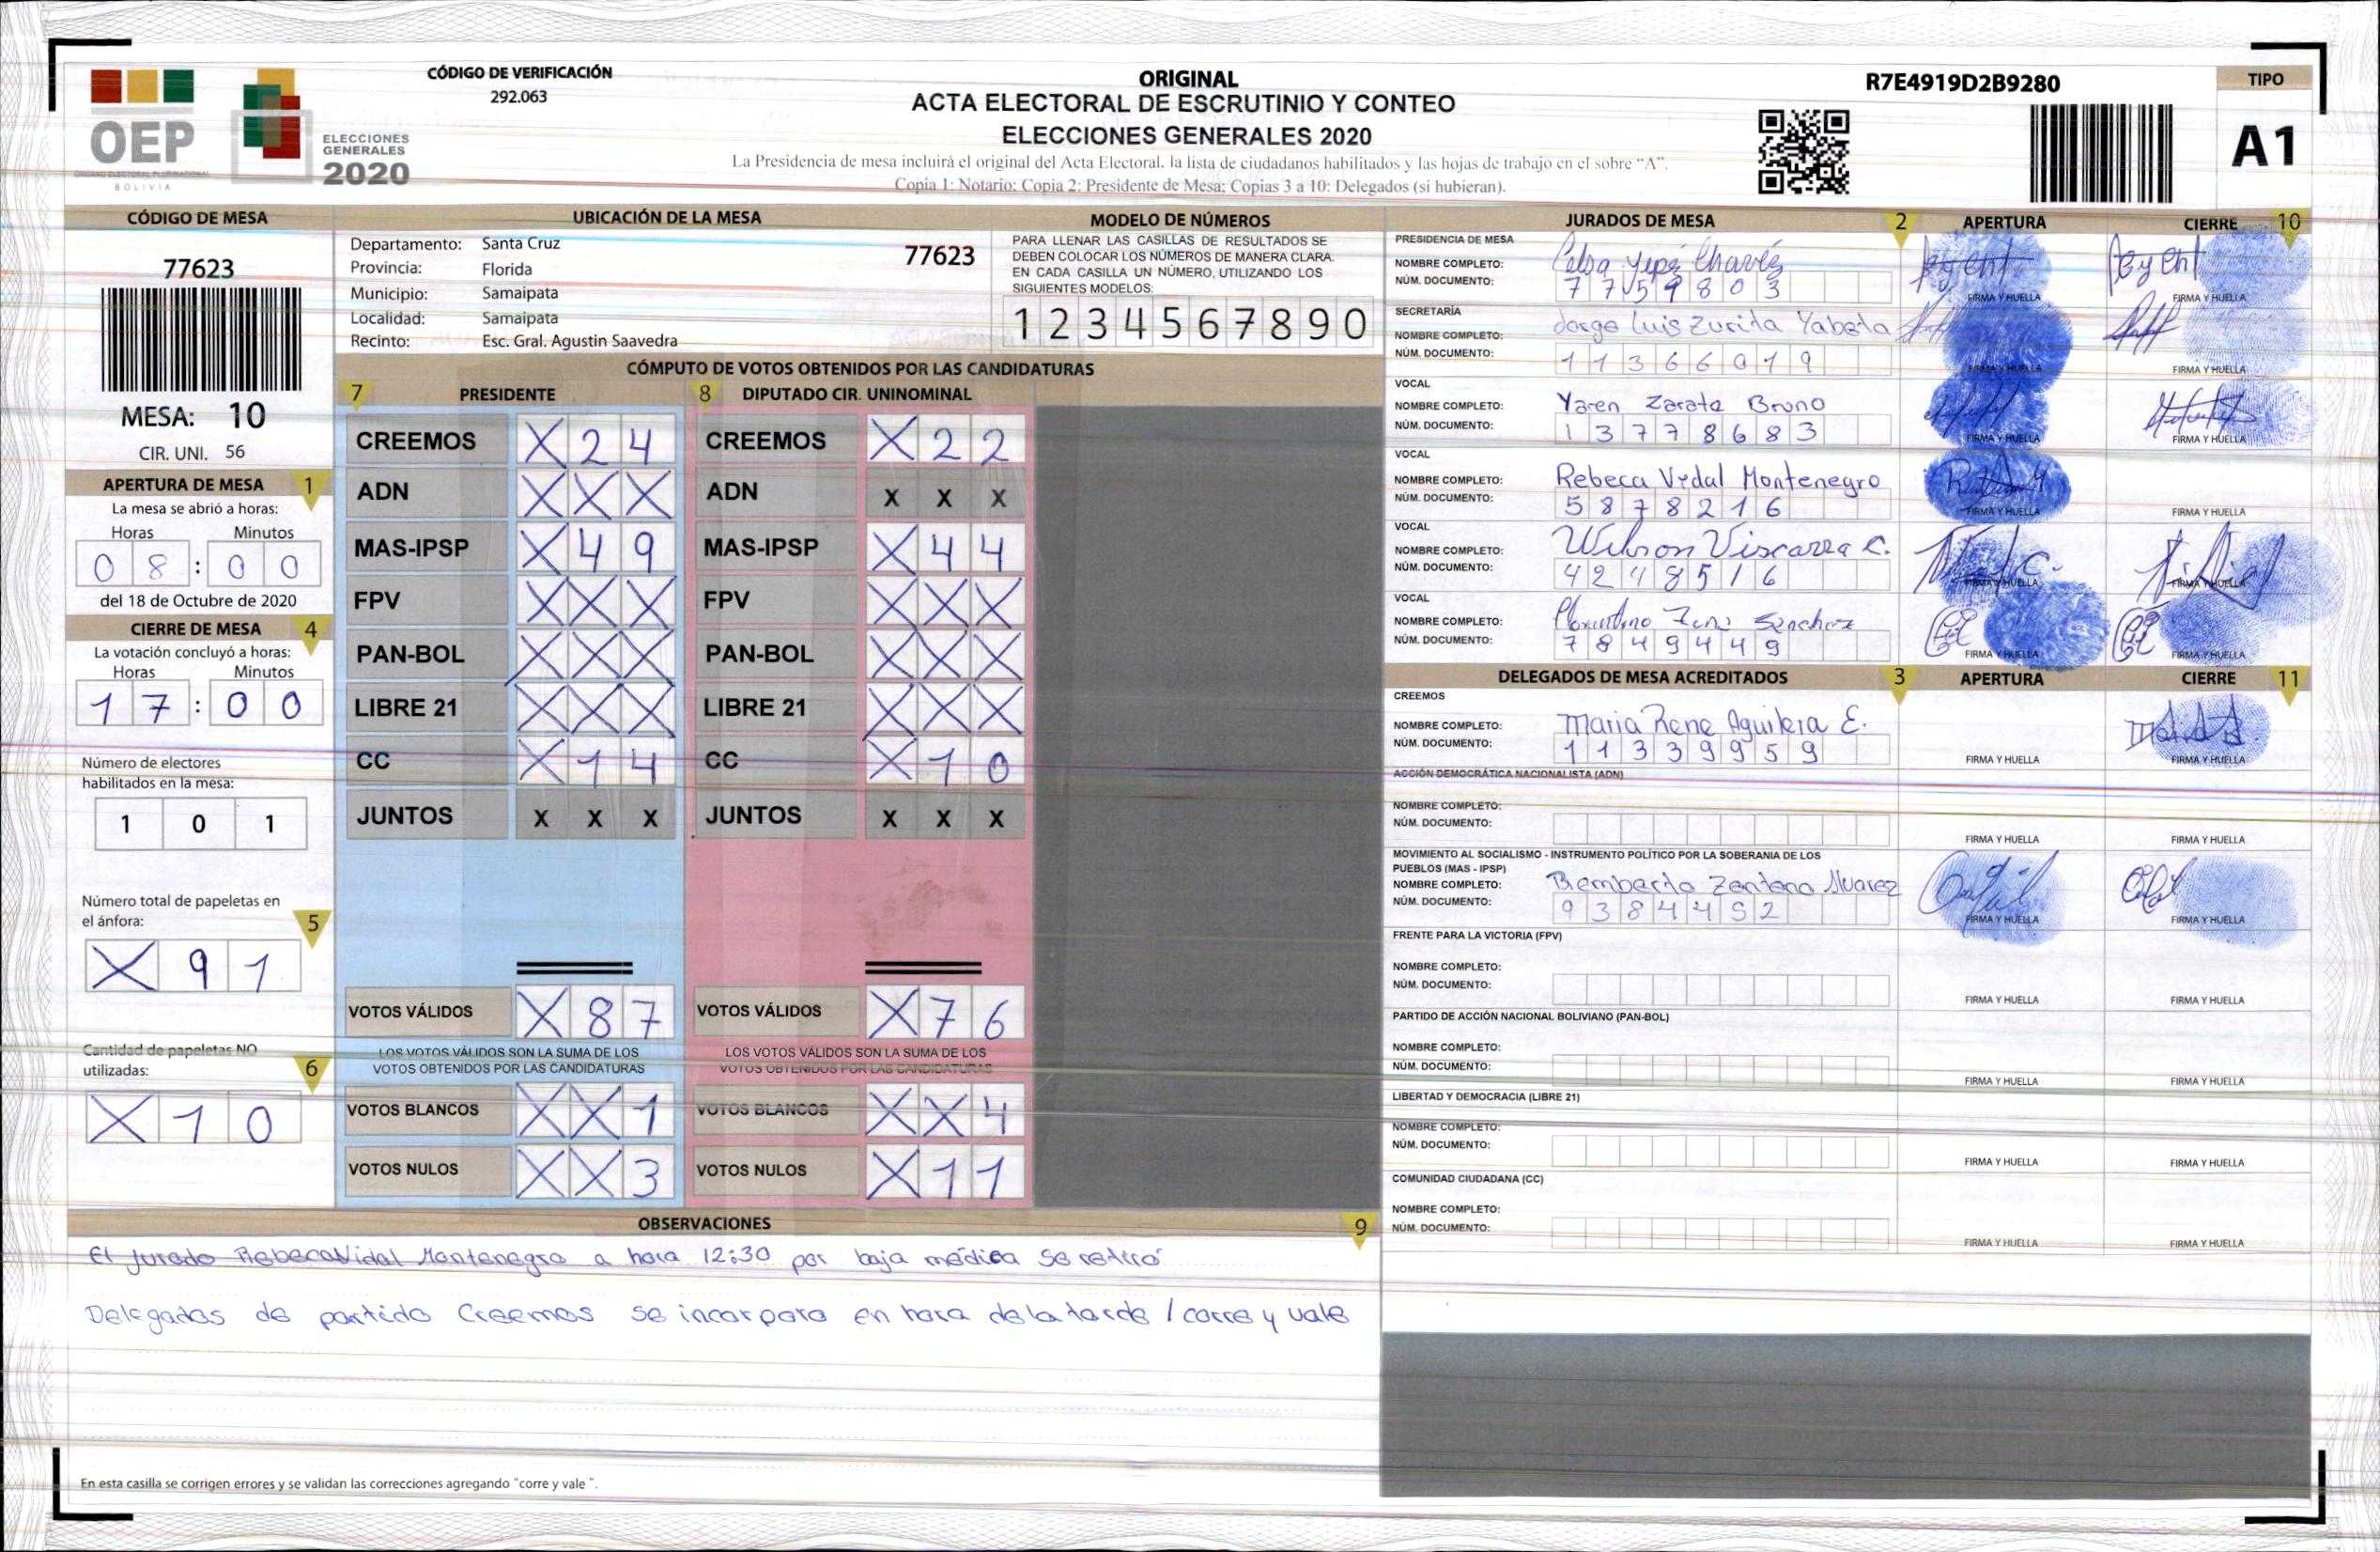 OEP
BOLIVIA
ELECCIONES
GENERALES
2020
CÓDIGO DE VERIFICACIÓN
292.063
ORIGINAL
ACTA ELECTORAL DE ESCRUTINIO Y CONTEO
ELECCIONES GENERALES 2020
La Presidencia de mesa incluirá el original del Acta Electoral, la lista de ciudadanos habilitados y las hojas de trabajo en el sobre “A”.
Copia 1: Notario; Copia 2: Presidente de Mesa; Copias 3 a 10: Delegados (si hubieran).
R7E4919D2B9280
TIPO
A1
CÓDIGO DE MESA
77623
MESA: 10
CIR. UNI. 56
APERTURA DE MESA 1
La mesa se abrió a horas:
Horas Minutos
0 8 : 0 0
del 18 de Octubre de 2020
CIERRE DE MESA 4
La votación concluyó a horas:
Horas Minutos
1 7 : 0 0
Número de electores
habilitados en la mesa:
1 0 1
Número total de papeletas en
el ánfora: 5
X 9 1
Cantidad de papeletas NO
utilizadas: 6
X 1 0
UBICACIÓN DE LA MESA
Departamento: Santa Cruz 77623
Provincia: Florida
Municipio: Samaipata
Localidad: Samaipata
Recinto: Esc. Gral. Agustin Saavedra
MODELO DE NÚMEROS
PARA LLENAR LAS CASILLAS DE RESULTADOS SE
DEBEN COLOCAR LOS NÚMEROS DE MANERA CLARA.
EN CADA CASILLA UN NÚMERO, UTILIZANDO LOS
SIGUIENTES MODELOS:
1 2 3 4 5 6 7 8 9 0
CÓMPUTO DE VOTOS OBTENIDOS POR LAS CANDIDATURAS
7 PRESIDENTE 8 DIPUTADO CIR. UNINOMINAL
CREEMOS X 2 4 CREEMOS X 2 2
ADN X X X ADN X X X
MAS-IPSP X 4 9 MAS-IPSP X 4 4
FPV X X X FPV X X X
PAN-BOL X X X PAN-BOL X X X
LIBRE 21 X X X LIBRE 21 X X X
CC X 1 4 CC X 1 0
JUNTOS X X X JUNTOS X X X
VOTOS VÁLIDOS X 8 7 VOTOS VÁLIDOS X 7 6
LOS VOTOS VÁLIDOS SON LA SUMA DE LOS LOS VOTOS VÁLIDOS SON LA SUMA DE LOS
VOTOS OBTENIDOS POR LAS CANDIDATURAS VOTOS OBTENIDOS POR LAS CANDIDATURAS
VOTOS BLANCOS X X 1 VOTOS BLANCOS X X 4
VOTOS NULOS X X 3 VOTOS NULOS X 1 1
OBSERVACIONES 9
El Jurado Rebeca Vidal Montenegro a hora 12:30 por baja médica se retiró
Delegados de partido Creemos se incorpora en hora de la tarde / corre y vale
En esta casilla se corrigen errores y se validan las correcciones agregando "corre y vale ".
JURADOS DE MESA 2 APERTURA CIERRE 10
PRESIDENCIA DE MESA
NOMBRE COMPLETO: Celsa Yepez Chavéz
NÚM. DOCUMENTO: 7 7 5 9 8 0 3
FIRMA Y HUELLA FIRMA Y HUELLA
SECRETARÍA
NOMBRE COMPLETO: Jorge Luis Zurita Yabeta
NÚM. DOCUMENTO: 1 1 3 6 6 0 1 9
FIRMA Y HUELLA FIRMA Y HUELLA
VOCAL
NOMBRE COMPLETO: Yaren Zarate Bruno
NÚM. DOCUMENTO: 1 3 7 7 8 6 8 3
FIRMA Y HUELLA FIRMA Y HUELLA
VOCAL
NOMBRE COMPLETO: Rebeca Vidal Montenegro
NÚM. DOCUMENTO: 5 8 7 8 2 1 6
FIRMA Y HUELLA FIRMA Y HUELLA
VOCAL
NOMBRE COMPLETO: Wilson Viscarra C.
NÚM. DOCUMENTO: 4 2 4 8 5 1 6
FIRMA Y HUELLA FIRMA Y HUELLA
VOCAL
NOMBRE COMPLETO: Sanchez
NÚM. DOCUMENTO: 7 8 4 9 4 4 9
FIRMA Y HUELLA FIRMA Y HUELLA
DELEGADOS DE MESA ACREDITADOS 3 APERTURA CIERRE 11
CREEMOS
NOMBRE COMPLETO: Maria Rene Aguilera E.
NÚM. DOCUMENTO: 1 1 3 3 9 9 5 9
FIRMA Y HUELLA FIRMA Y HUELLA
ACCIÓN DEMOCRÁTICA NACIONALISTA (ADN)
NOMBRE COMPLETO:
NÚM. DOCUMENTO:
FIRMA Y HUELLA FIRMA Y HUELLA
MOVIMIENTO AL SOCIALISMO - INSTRUMENTO POLÍTICO POR LA SOBERANIA DE LOS
PUEBLOS (MAS - IPSP)
NOMBRE COMPLETO: Remberto Zenteno Alvarez
NÚM. DOCUMENTO: 9 3 8 4 4 5 2
FIRMA Y HUELLA FIRMA Y HUELLA
FRENTE PARA LA VICTORIA (FPV)
NOMBRE COMPLETO:
NÚM. DOCUMENTO:
FIRMA Y HUELLA FIRMA Y HUELLA
PARTIDO DE ACCIÓN NACIONAL BOLIVIANO (PAN-BOL)
NOMBRE COMPLETO:
NÚM. DOCUMENTO:
FIRMA Y HUELLA FIRMA Y HUELLA
LIBERTAD Y DEMOCRACIA (LIBRE 21)
NOMBRE COMPLETO:
NÚM. DOCUMENTO:
FIRMA Y HUELLA FIRMA Y HUELLA
COMUNIDAD CIUDADANA (CC)
NOMBRE COMPLETO:
NÚM. DOCUMENTO:
FIRMA Y HUELLA FIRMA Y HUELLA